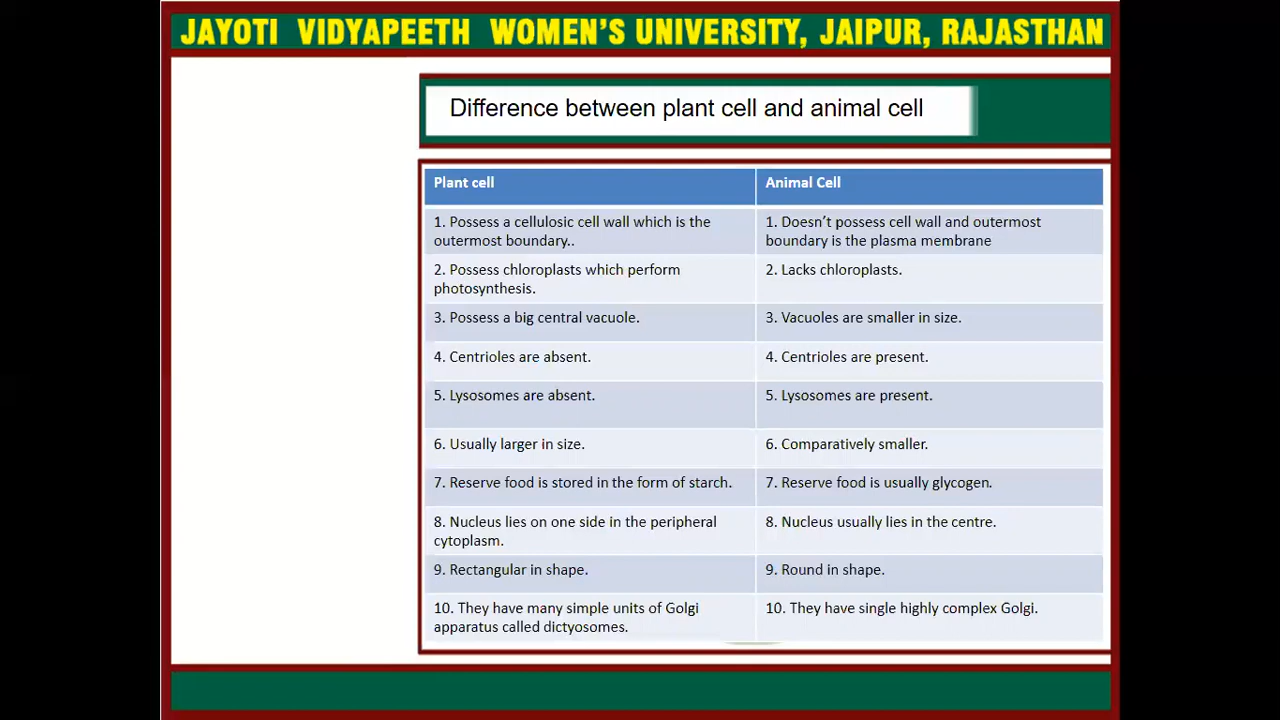 JAYOTI VIDYAPEETH WOMEN'S UNIVERSITY, JAIPUR, RAJASTHAN
Difference between plant cell and animal cell
Plant cell
Animal Cell
1. Possess a cellulosic cell wall which is the
outermost boundary..
1. Doesn't possess cell wall and outermost
boundary is the plasma membrane
2. Possess chloroplasts which perform
photosynthesis.
2. Lacks chloroplasts.
3. Possess a big central vacuole.
3. Vacuoles are smaller in size.
4. Centrioles are absent.
4. Centrioles are present.
5. Lysosomes are absent.
5. Lysosomes are present.
6. Usually larger in size.
6. Comparatively smaller.
7. Reserve food is stored in the form of starch.
7. Reserve food is usually glycogen.
8. Nucleus lies on one side in the peripheral
cytoplasm.
8. Nucleus usually lies in the centre.
9. Rectangular in shape.
9. Round in shape.
10. They have many simple units of Golgi
apparatus called dictyosomes.
10. They have single highly complex Golgi.